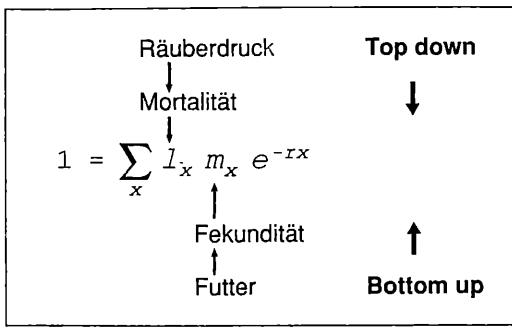 Räuberdruck Top down
Mortalität
1 = ∑ₓ lₓ mₓ e⁻ʳˣ
Fekundität
Futter Bottom up